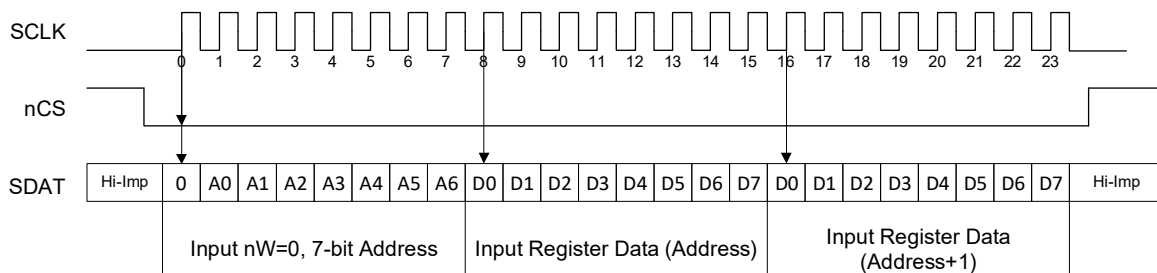 SCLK
0 1 2 3 4 5 6 7 8 9 10 11 12 13 14 15 16 17 18 19 20 21 22 23
nCS
SDAT Hi-Imp 0 A0 A1 A2 A3 A4 A5 A6 D0 D1 D2 D3 D4 D5 D6 D7 D0 D1 D2 D3 D4 D5 D6 D7 Hi-Imp
Input nW=0, 7-bit Address Input Register Data (Address) Input Register Data
(Address+1)